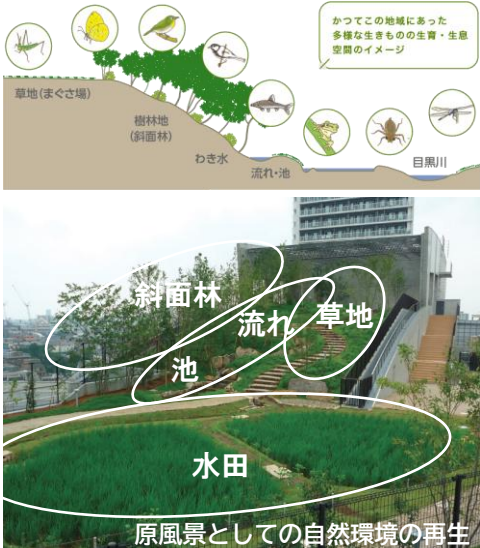 かつてこの地域にあった
多様な生きものの生育・生息
空間のイメージ
草地(まぐさ場)
樹林地
(斜面林)
わき水
流れ・池
目黒川
斜面林
流れ
草地
池
水田
原風景としての自然環境の再生